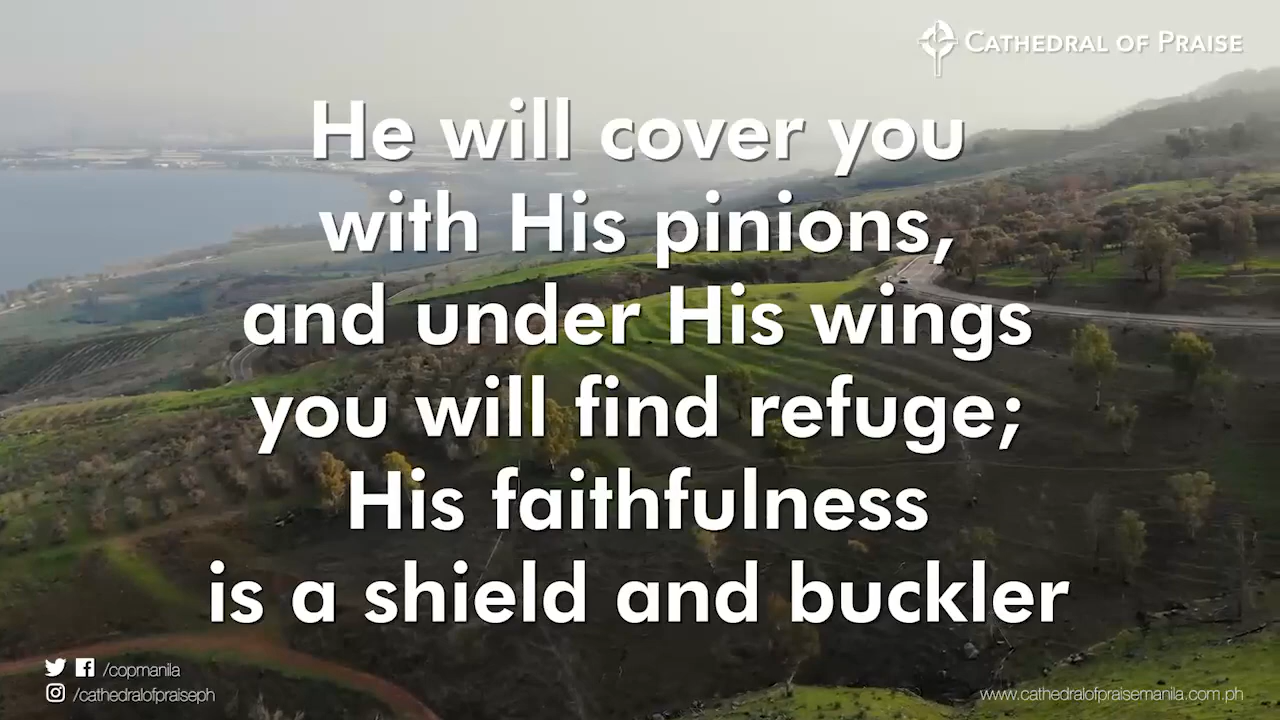 CATHEDRAL OF PRAISE
He will cover you
with His pinions,
and under His wings
you will find refuge;
His faithfulness
is a shield and buckler
/copmanila
/cathedralofpraiseph
www.cathedralofpraisemanila.com.ph